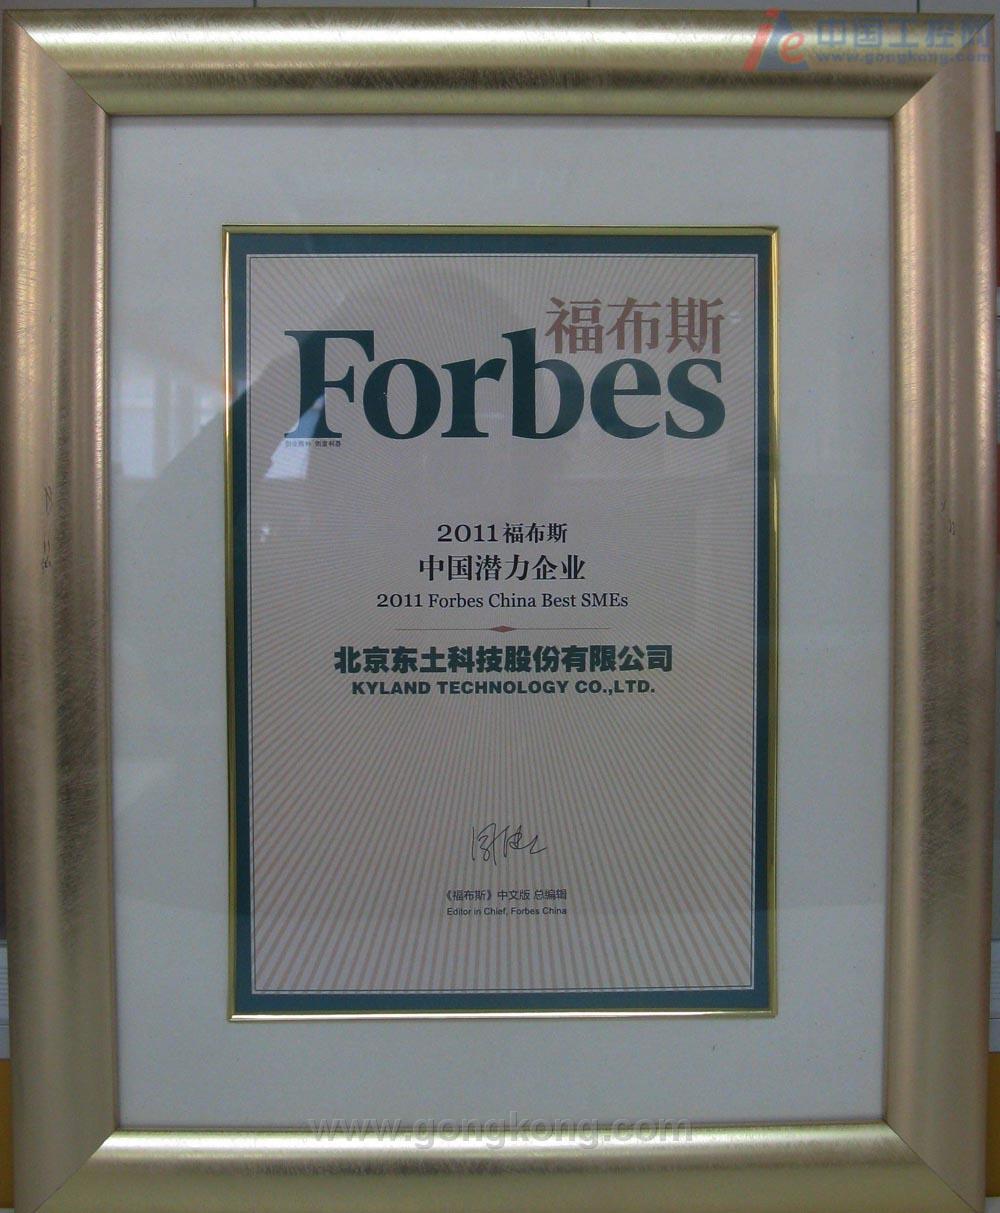 中国工控网
www.gongkong.com
福布斯
Forbes
2011 福布斯
中国潜力企业
2011 Forbes China Best SMEs
北京东土科技股份有限公司
KYLAND TECHNOLOGY CO.,LTD.
《福布斯》中文版 总编辑
Editor in Chief, Forbes China
www.gongkong.com